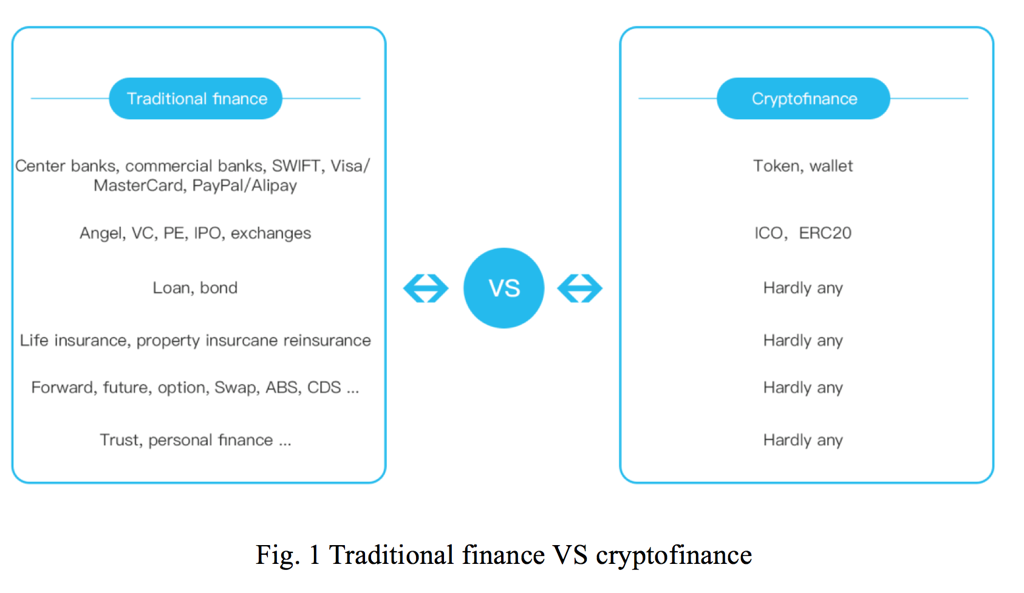 Traditional finance
Center banks, commercial banks, SWIFT, Visa/
MasterCard, PayPal/Alipay
Angel, VC, PE, IPO, exchanges
Loan, bond
Life insurance, property insurcane reinsurance
Forward, future, option, Swap, ABS, CDS ...
Trust, personal finance ...
VS
Cryptofinance
Token, wallet
ICO，ERC20
Hardly any
Hardly any
Hardly any
Hardly any
Fig. 1 Traditional finance VS cryptofinance